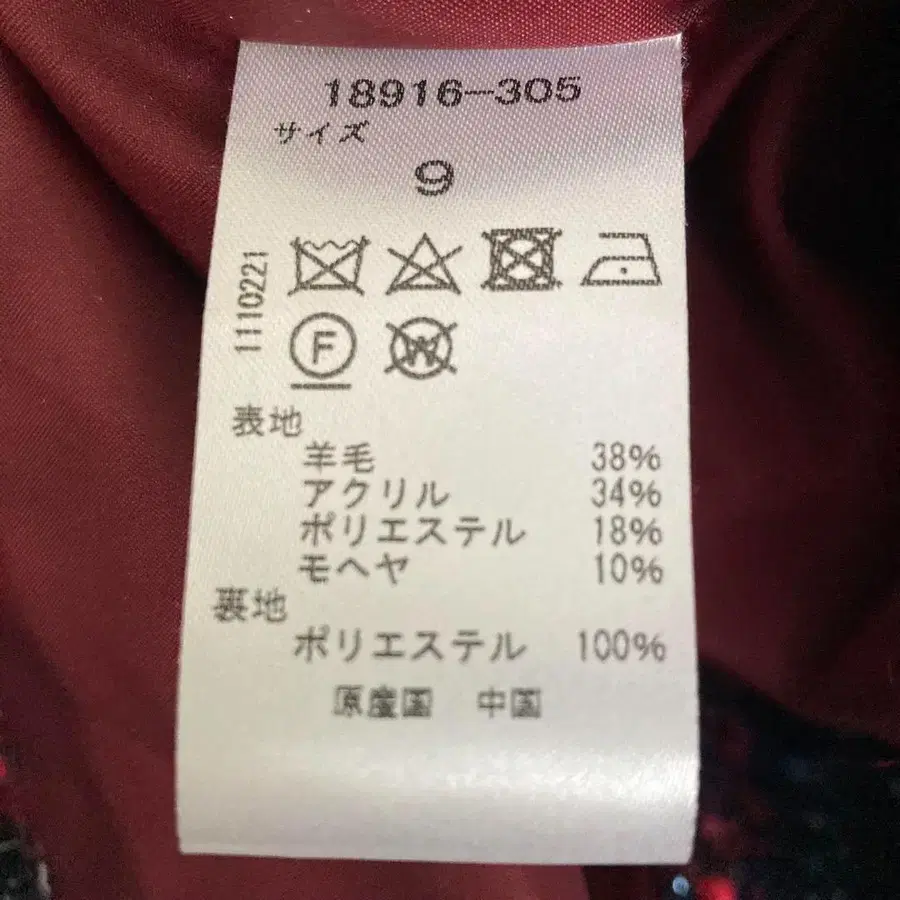 18916-305
サイズ
9
1110221
F
W
表地
羊毛 38%
アクリル 34%
ポリエステル 18%
モヘヤ 10%
裏地
ポリエステル 100%
原産国 中国